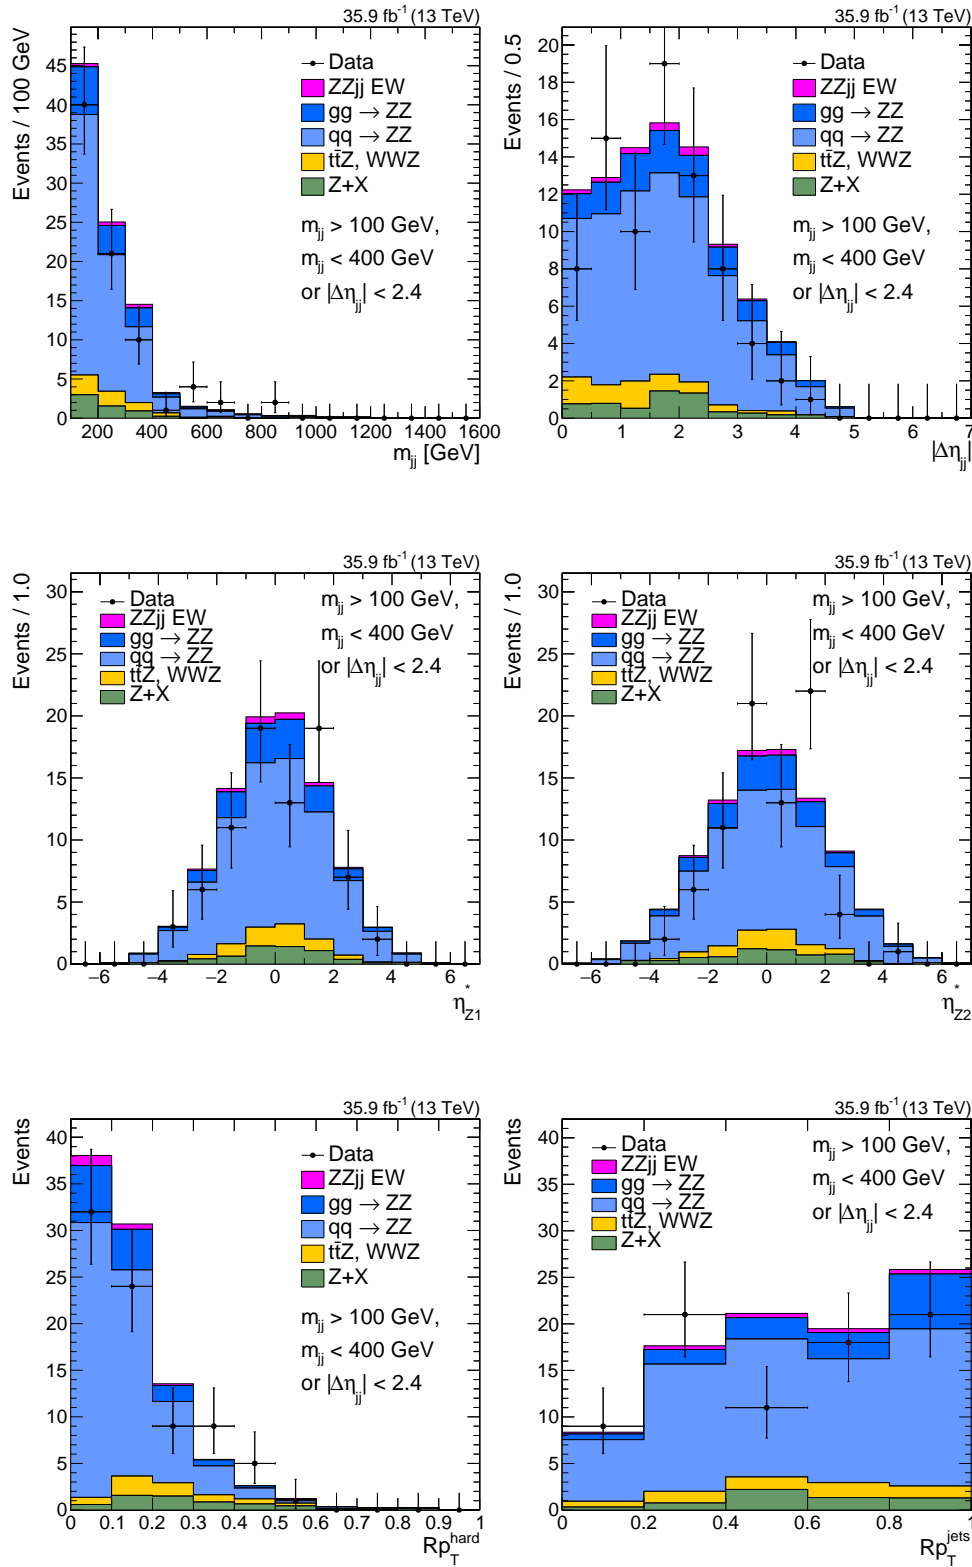 35.9 fb⁻¹ (13 TeV)
Events / 100 GeV
45
40
35
30
25
20
15
10
5
0
Data
ZZjj EW
gg → ZZ
qq → ZZ
tt̄Z, WWZ
Z+X
m_jj > 100 GeV,
m_jj < 400 GeV
or |Δη_jj| < 2.4
200 400 600 800 1000 1200 1400 1600
m_jj [GeV]
35.9 fb⁻¹ (13 TeV)
Events / 0.5
20
18
16
14
12
10
8
6
4
2
0
Data
ZZjj EW
gg → ZZ
qq → ZZ
tt̄Z, WWZ
Z+X
m_jj > 100 GeV,
m_jj < 400 GeV
or |Δη_jj| < 2.4
0 1 2 3 4 5 6 7
|Δη_jj|
35.9 fb⁻¹ (13 TeV)
Events / 1.0
30
25
20
15
10
5
0
Data
ZZjj EW
gg → ZZ
qq → ZZ
tt̄Z, WWZ
Z+X
m_jj > 100 GeV,
m_jj < 400 GeV
or |Δη_jj| < 2.4
−6 −4 −2 0 2 4 6
η*_Z1
35.9 fb⁻¹ (13 TeV)
Events / 1.0
30
25
20
15
10
5
0
Data
ZZjj EW
gg → ZZ
qq → ZZ
tt̄Z, WWZ
Z+X
m_jj > 100 GeV,
m_jj < 400 GeV
or |Δη_jj| < 2.4
−6 −4 −2 0 2 4 6
η*_Z2
35.9 fb⁻¹ (13 TeV)
Events
40
35
30
25
20
15
10
5
0
Data
ZZjj EW
gg → ZZ
qq → ZZ
tt̄Z, WWZ
Z+X
m_jj > 100 GeV,
m_jj < 400 GeV
or |Δη_jj| < 2.4
0 0.1 0.2 0.3 0.4 0.5 0.6 0.7 0.8 0.9 1
Rp_T^hard
35.9 fb⁻¹ (13 TeV)
Events
40
35
30
25
20
15
10
5
0
Data
ZZjj EW
gg → ZZ
qq → ZZ
tt̄Z, WWZ
Z+X
m_jj > 100 GeV,
m_jj < 400 GeV
or |Δη_jj| < 2.4
0 0.2 0.4 0.6 0.8 1
Rp_T^jets